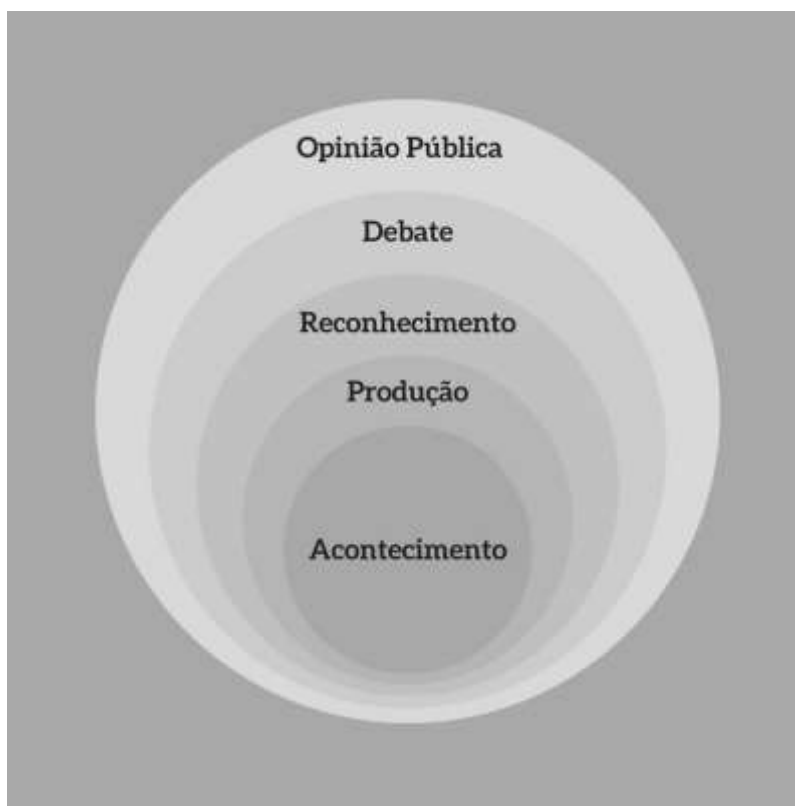 Opinião Pública
Debate
Reconhecimento
Produção
Acontecimento